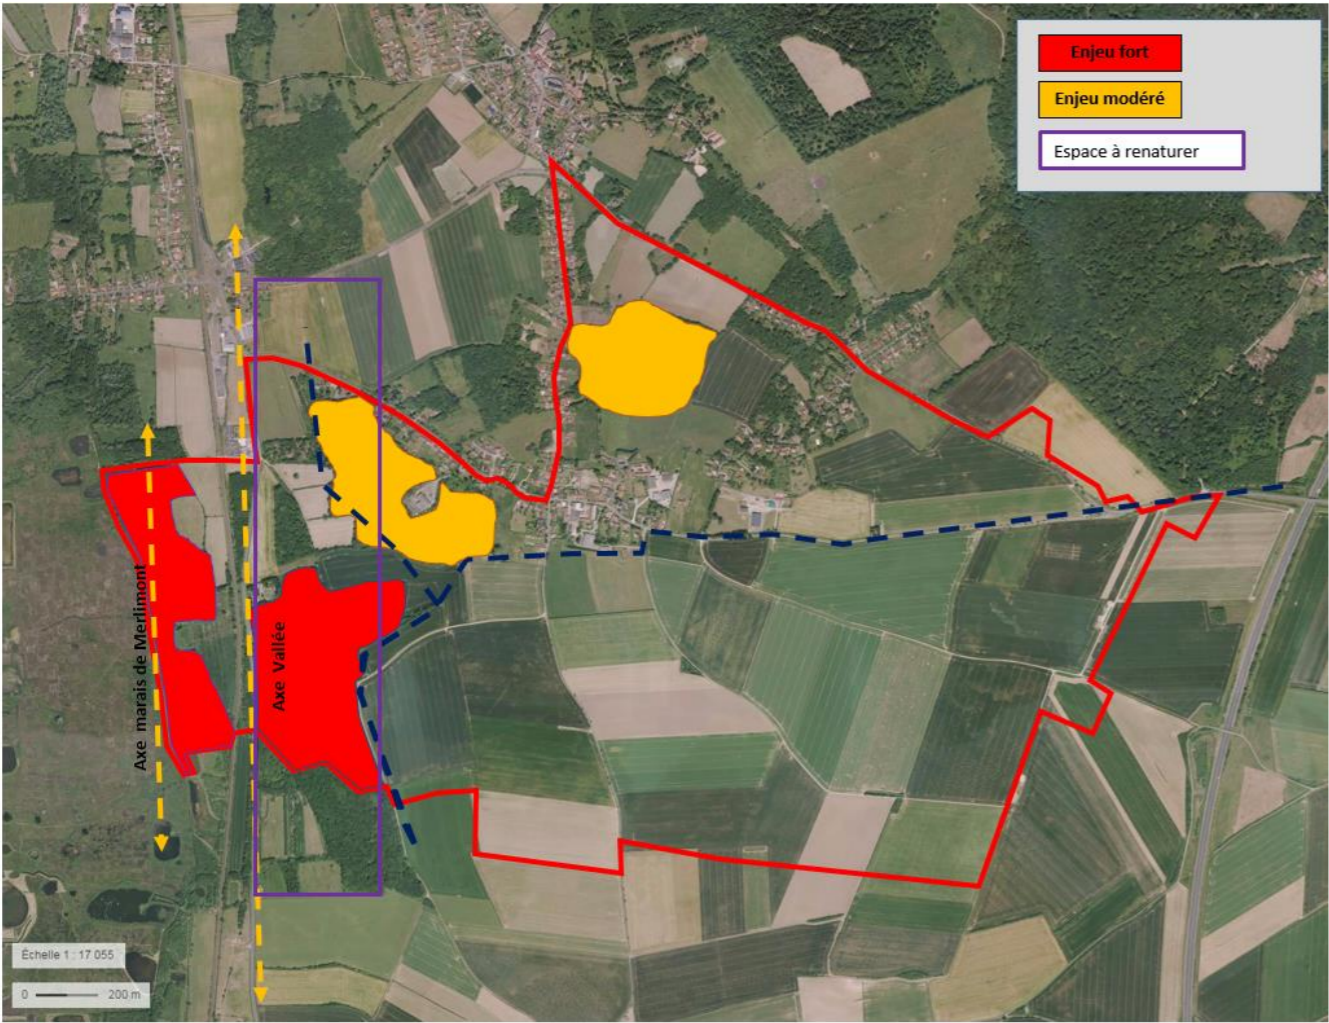 Enjeu fort
Enjeu modéré
Espace à renaturer
Axe marais de Merlimont
Axe Vallée
Échelle 1 : 17 055
0 200 m